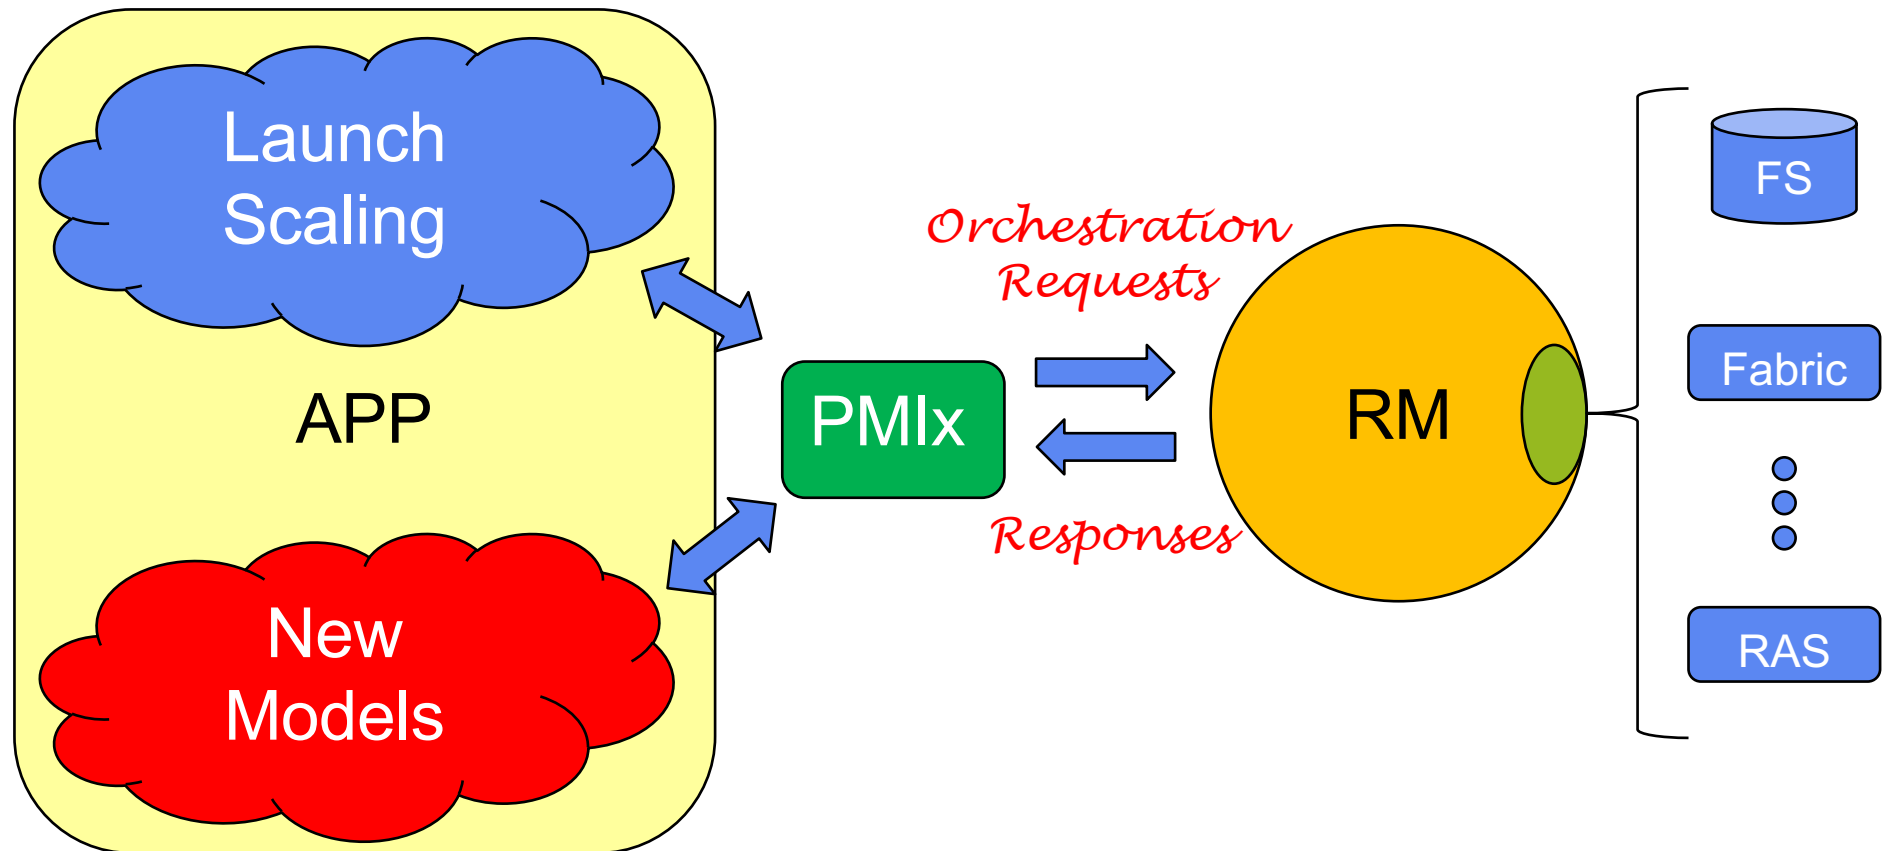 Launch
Scaling
APP
New
Models
PMIx
Orchestration
Requests
Responses
RM
FS
Fabric
RAS